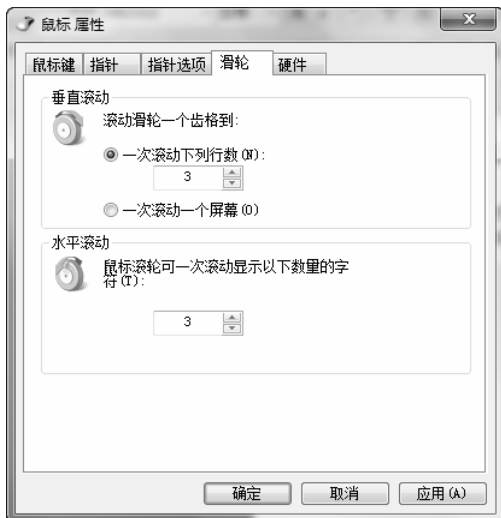 鼠标 属性
鼠标键 指针 指针选项 滑轮 硬件
垂直滚动
滚动滑轮一个齿格到:
一次滚动下列行数(N):
3
一次滚动一个屏幕(O)
水平滚动
鼠标滚轮可一次滚动显示以下数量的字
符(T):
3
确定 取消 应用(A)